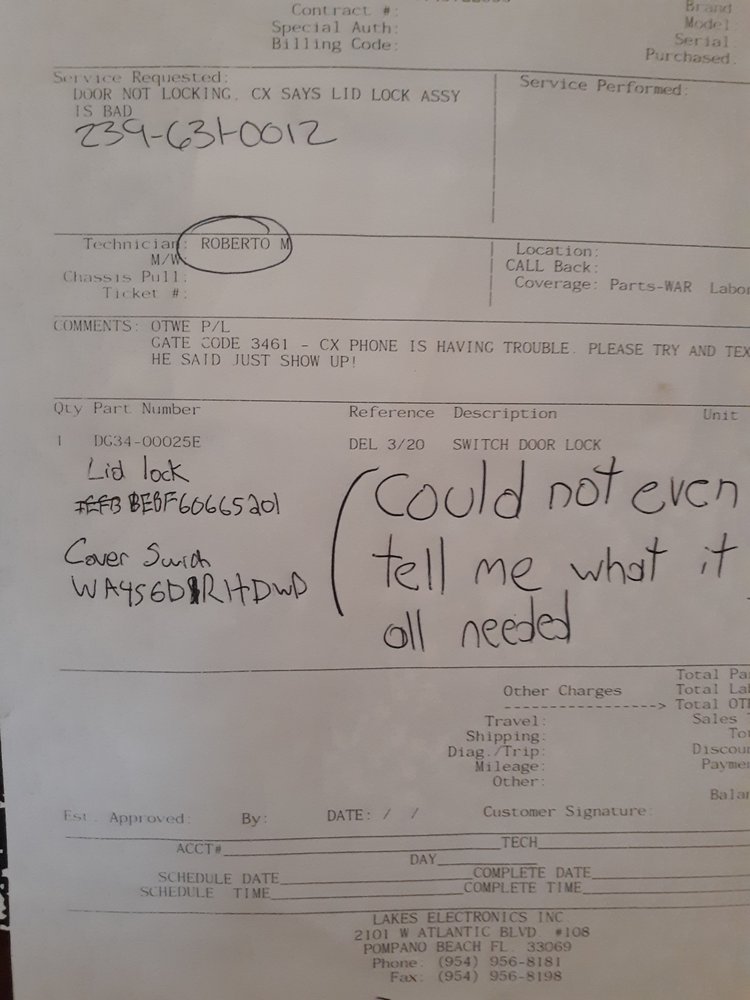 Contract #:
Special Auth:
Billing Code:
Brand
Model:
Serial
Purchased.
Service Requested:
DOOR NOT LOCKING. CX SAYS LID LOCK ASSY
IS BAD
239-631-0012
Service Performed:
Technician: ROBERTO M
M/W:
Chassis Pull:
Ticket #:
Location:
CALL Back:
Coverage: Parts-WAR Labor
COMMENTS: OTWE P/L
GATE CODE 3461 - CX PHONE IS HAVING TROUBLE. PLEASE TRY AND TEX
HE SAID JUST SHOW UP!
Qty Part Number Reference Description Unit
1 DG34-00025E DEL 3/20 SWITCH DOOR LOCK
Lid lock
BEBF60665201
Cover
(Could not even
tell me what it
all needed
Other Charges
----------------->
Travel:
Shipping:
Diag./Trip:
Mileage:
Other:
Total Pa
Total La
Total OT
Sales
To
Discou
Payme
Bala
Est. Approved: By: DATE: / / Customer Signature:
ACCT# TECH
DAY
SCHEDULE DATE COMPLETE DATE
SCHEDULE TIME COMPLETE TIME
LAKES ELECTRONICS INC
2101 W ATLANTIC BLVD #108
POMPANO BEACH FL. 33069
Phone: (954) 956-8181
Fax: (954) 956-8198